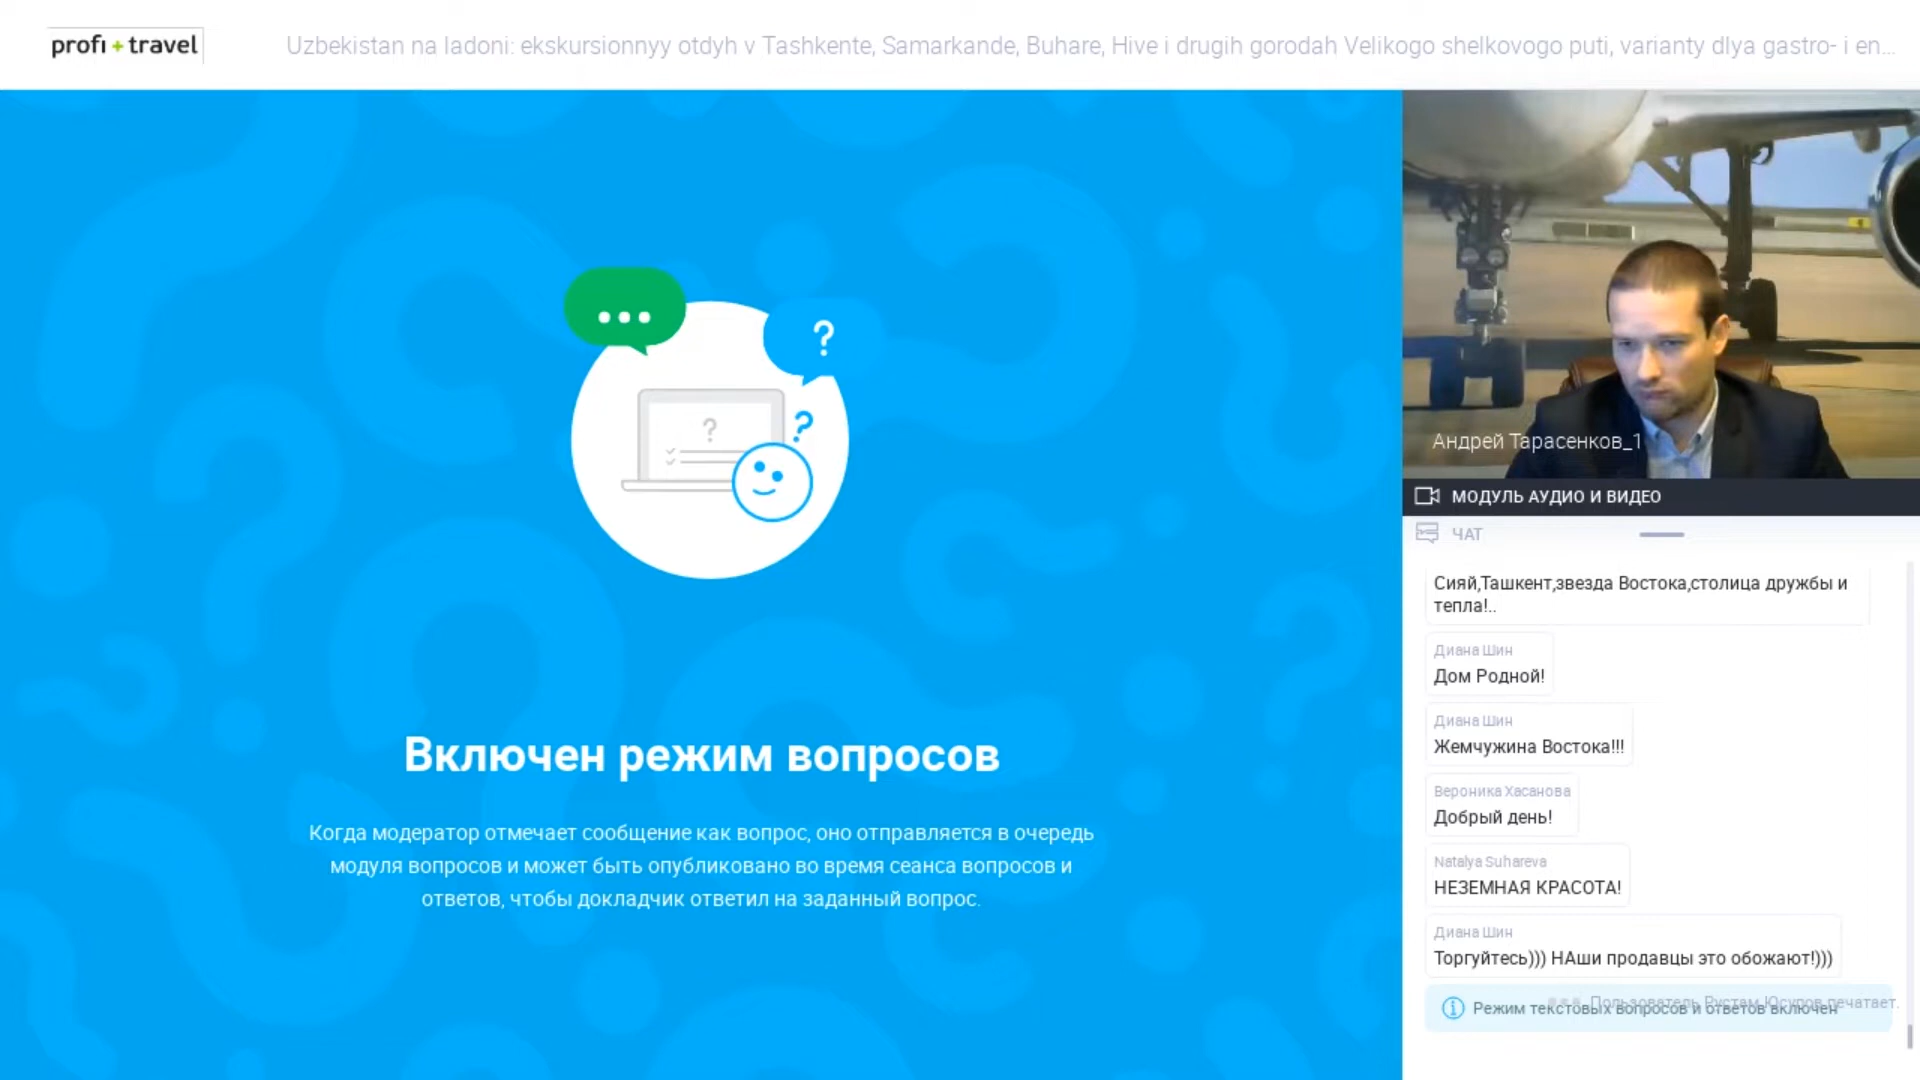 profi + travel
Uzbekistan na ladoni: ekskursionnyy otdyh v Tashkente, Samarkande, Buhare, Hive i drugih gorodah Velikogo shelkovogo puti, varianty dlya gastro- i en...
Включен режим вопросов
Когда модератор отмечает сообщение как вопрос, оно отправляется в очередь
модуля вопросов и может быть опубликовано во время сеанса вопросов и
ответов, чтобы докладчик ответил на заданный вопрос.
Андрей Тарасенков_1
МОДУЛЬ АУДИО И ВИДЕО
ЧАТ
Сияй,Ташкент,звезда Востока,столица дружбы и
тепла!..
Диана Шин
Дом Родной!
Диана Шин
Жемчужина Востока!!!
Вероника Хасанова
Добрый день!
Natalya Suhareva
НЕЗЕМНАЯ КРАСОТА!
Диана Шин
Торгуйтесь))) НАши продавцы это обожают!)))
Пользователь Рустам Юсупов печатает.
Режим текстовых вопросов и ответов включен